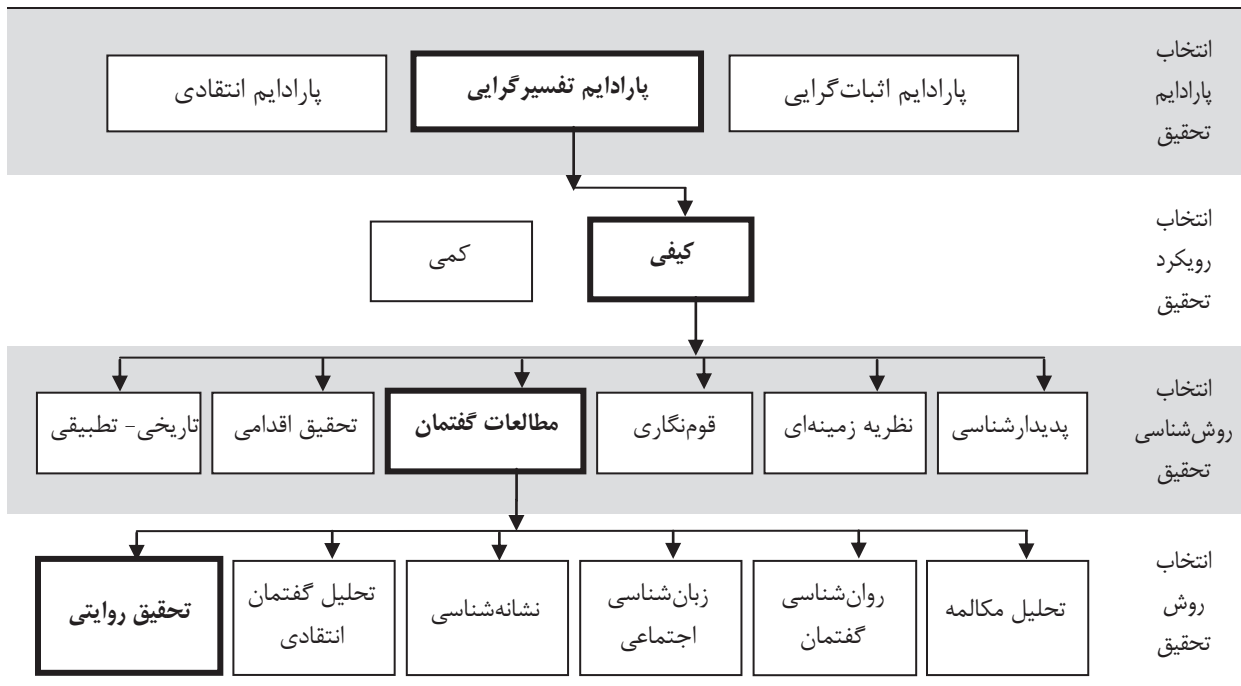 انتخاب
پارادایم
تحقیق
پارادایم اثبات‌گرایی
پارادایم تفسیرگرایی
پارادایم انتقادی
انتخاب
رویکرد
تحقیق
کیفی
کمی
انتخاب
روش‌شناسی
تحقیق
پدیدارشناسی
نظریه زمینه‌ای
قوم‌نگاری
مطالعات گفتمان
تحقیق اقدامی
تاریخی- تطبیقی
انتخاب
روش
تحقیق
تحلیل مکالمه
روان‌شناسی
گفتمان
زبان‌شناسی
اجتماعی
نشانه‌شناسی
تحلیل گفتمان
انتقادی
تحقیق روایتی